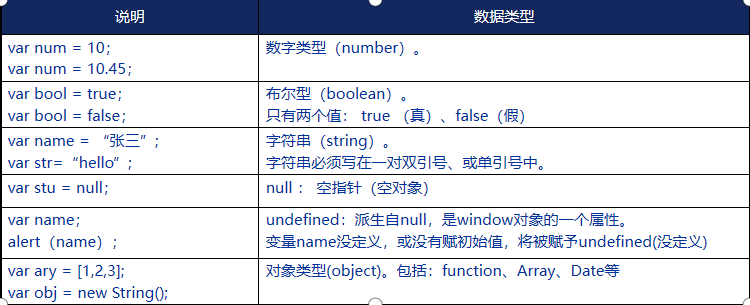 说明
数据类型
var num = 10;
var num = 10.45;
数字类型（number）。
var bool = true;
var bool = false;
布尔型（boolean）。
只有两个值： true （真）、false（假）
var name = “张三”;
var str=“hello”;
字符串（string）。
字符串必须写在一对双引号、或单引号中。
var stu = null;
null ：空指针（空对象）
var name;
alert（name）;
undefined：派生自null，是window对象的一个属性。
变量name没定义，或没有赋初始值，将被赋予undefined(没定义)
var ary = [1,2,3];
var obj = new String();
对象类型(object)。包括：function、Array、Date等